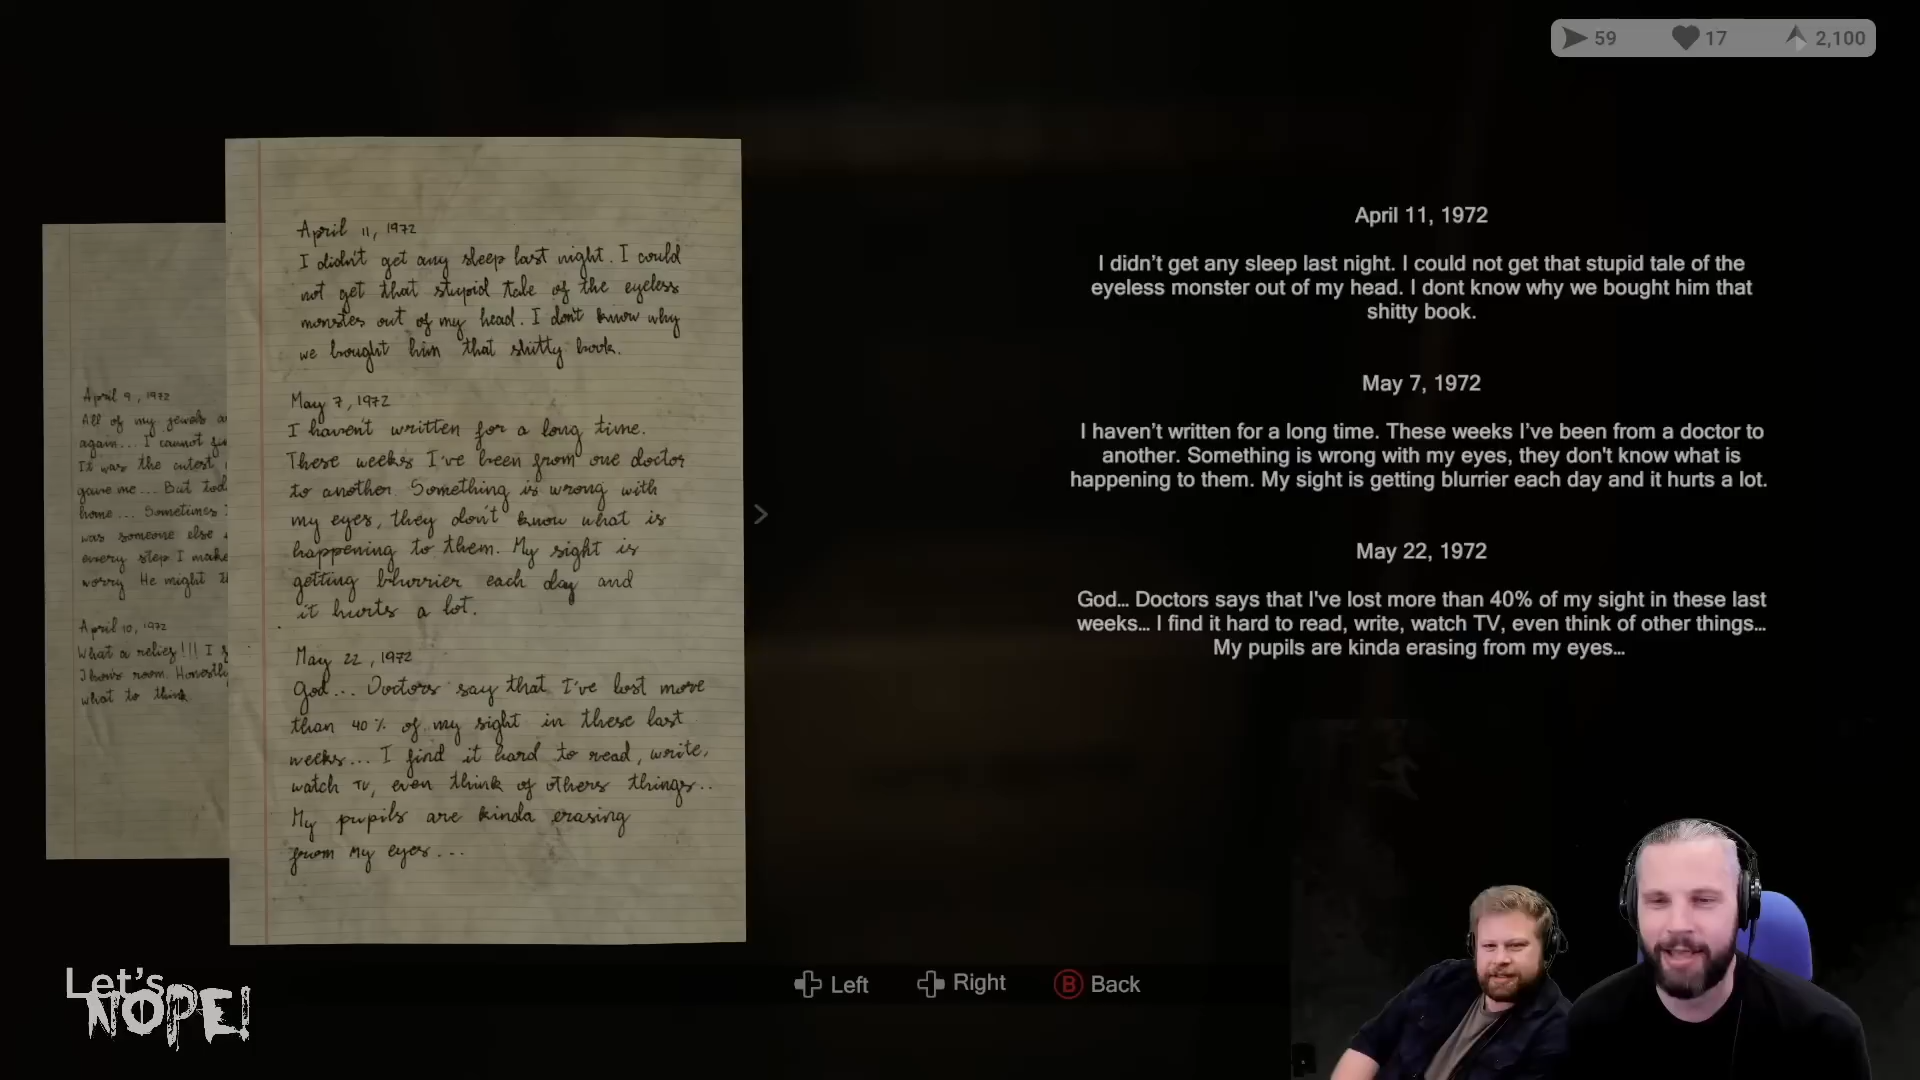 59 17 2,100
April 9, 1972
All of my jewels
again... I cannot
It was the cutest
gave me... But
home... Sometimes
was someone else
every step I make
worry He might
April 10, 1972
What a relief!!! I
room. Honestly
what to think.
April 11, 1972
I didn't get any sleep last night. I could
not get that stupid tale of the eyeless
monster out of my head. I don't know why
we bought him that shitty book.
May 7, 1972
I haven't written for a long time.
These weeks I've been from one doctor
to another. Something is wrong with
my eyes, they don't know what is
happening to them. My sight is
getting blurrier each day and
it hurts a lot.
May 22, 1972
God... Doctors say that I've lost more
than 40% of my sight in these last
weeks... I find it hard to read, write,
watch TV, even think of others things..
My pupils are kinda erasing
from My eyes...
April 11, 1972
I didn’t get any sleep last night. I could not get that stupid tale of the
eyeless monster out of my head. I dont know why we bought him that
shitty book.
May 7, 1972
I haven’t written for a long time. These weeks I’ve been from a doctor to
another. Something is wrong with my eyes, they don't know what is
happening to them. My sight is getting blurrier each day and it hurts a lot.
May 22, 1972
God... Doctors says that I've lost more than 40% of my sight in these last
weeks... I find it hard to read, write, watch TV, even think of other things...
My pupils are kinda erasing from my eyes...
Left Right B Back
Let's
NOPE!